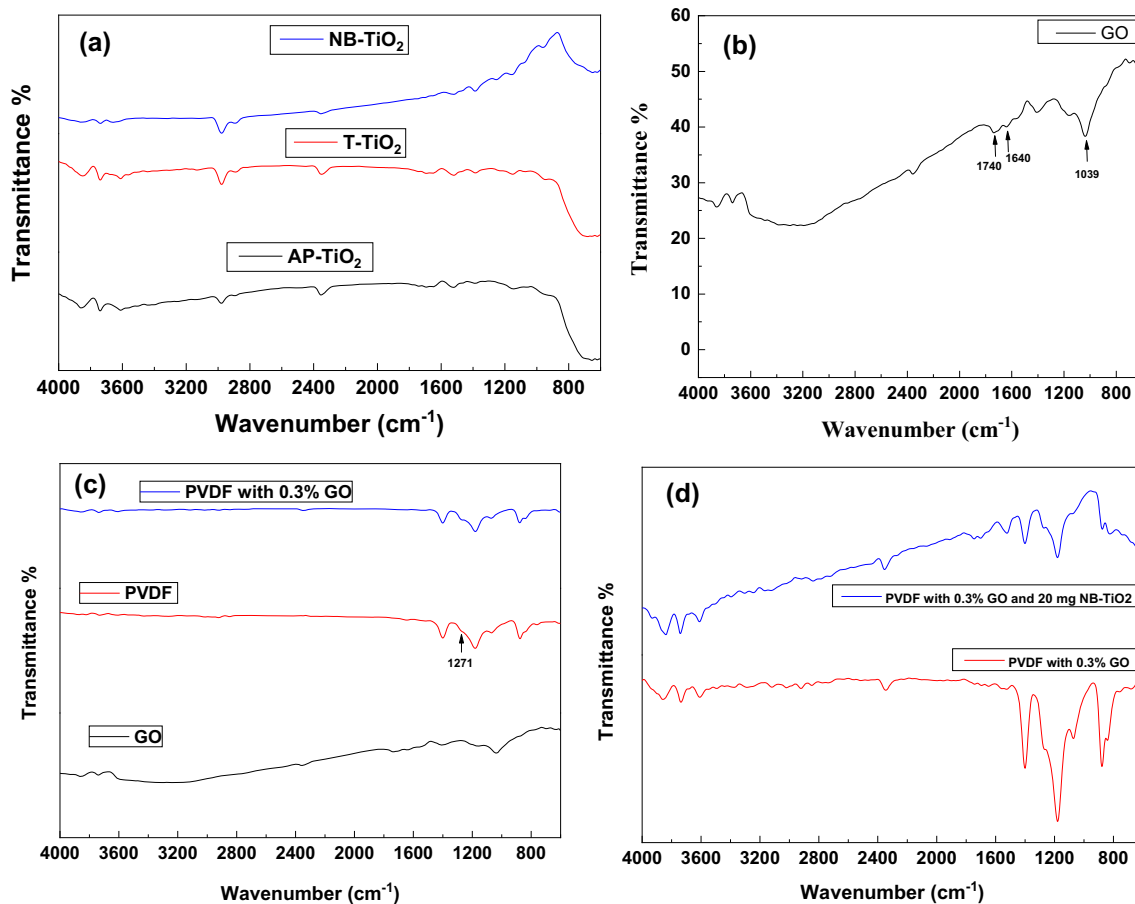 (a)
NB-TiO₂
T-TiO₂
AP-TiO₂
Transmittance %
4000 3600 3200 2800 2400 2000 1600 1200 800
Wavenumber (cm⁻¹)
(b)
GO
60
50
40
30
20
10
0
1740
1640
1039
Transmittance %
4000 3600 3200 2800 2400 2000 1600 1200 800
Wavenumber (cm⁻¹)
(c)
PVDF with 0.3% GO
PVDF
1271
GO
Transmittance %
4000 3600 3200 2800 2400 2000 1600 1200 800
Wavenumber (cm⁻¹)
(d)
PVDF with 0.3% GO and 20 mg NB-TiO2
PVDF with 0.3% GO
Transmittance %
4000 3600 3200 2800 2400 2000 1600 1200 800
Wavenumber (cm⁻¹)